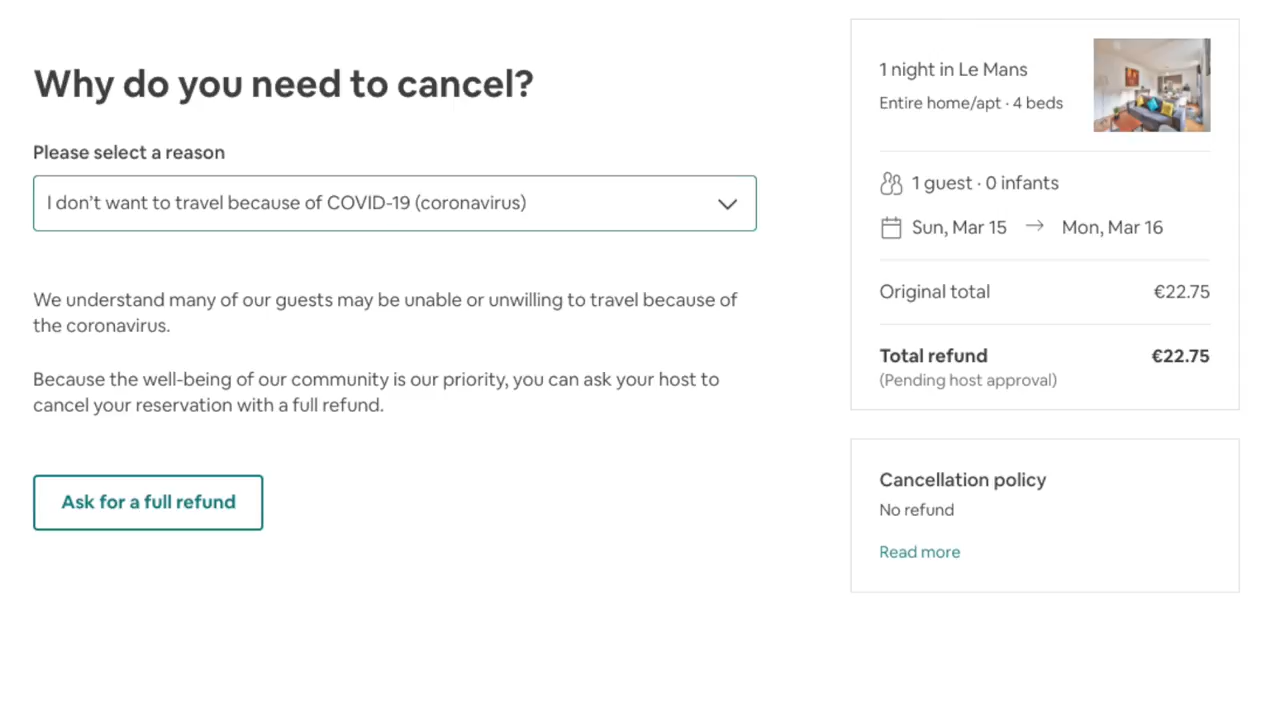 Why do you need to cancel?
Please select a reason
I don’t want to travel because of COVID-19 (coronavirus)
We understand many of our guests may be unable or unwilling to travel because of
the coronavirus.
Because the well-being of our community is our priority, you can ask your host to
cancel your reservation with a full refund.
Ask for a full refund
1 night in Le Mans
Entire home/apt · 4 beds
1 guest · 0 infants
Sun, Mar 15 → Mon, Mar 16
Original total €22.75
Total refund €22.75
(Pending host approval)
Cancellation policy
No refund
Read more